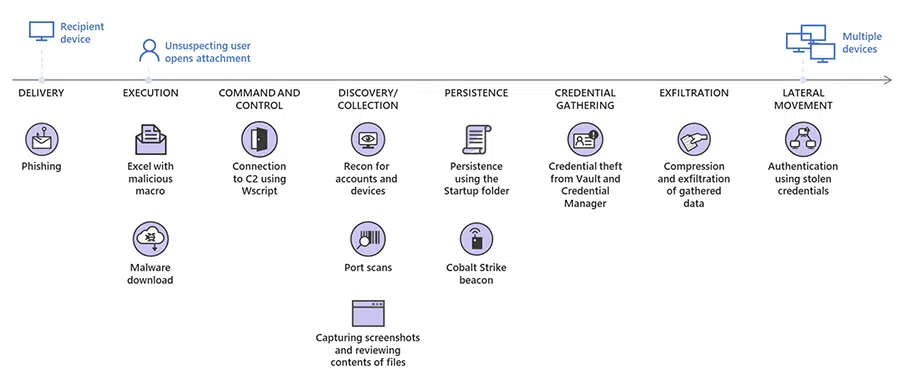 Recipient
device
Unsuspecting user
opens attachment
Multiple
devices
DELIVERY
EXECUTION
COMMAND AND
CONTROL
DISCOVERY/
COLLECTION
PERSISTENCE
CREDENTIAL
GATHERING
EXFILTRATION
LATERAL
MOVEMENT
Phishing
Excel with
malicious
macro
Malware
download
Connection
to C2 using
Wscript
Recon for
accounts and
devices
Port scans
Capturing screenshots
and reviewing
contents of files
Persistence
using the
Startup folder
Cobalt Strike
beacon
Credential theft
from Vault and
Credential
Manager
Compression
and exfiltration
of gathered
data
Authentication
using stolen
credentials